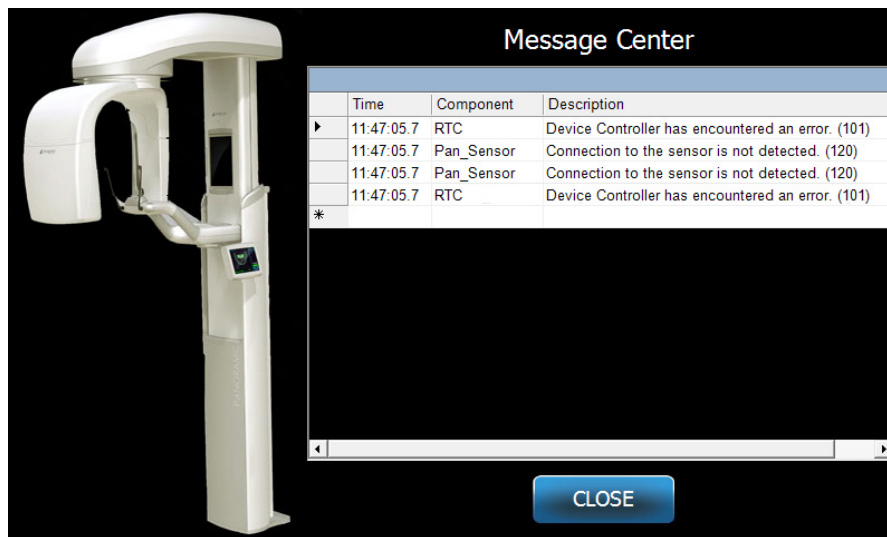 Message Center
Time Component Description
11:47:05.7 RTC Device Controller has encountered an error. (101)
11:47:05.7 Pan_Sensor Connection to the sensor is not detected. (120)
11:47:05.7 Pan_Sensor Connection to the sensor is not detected. (120)
11:47:05.7 RTC Device Controller has encountered an error. (101)
PANORAMIC
CLOSE